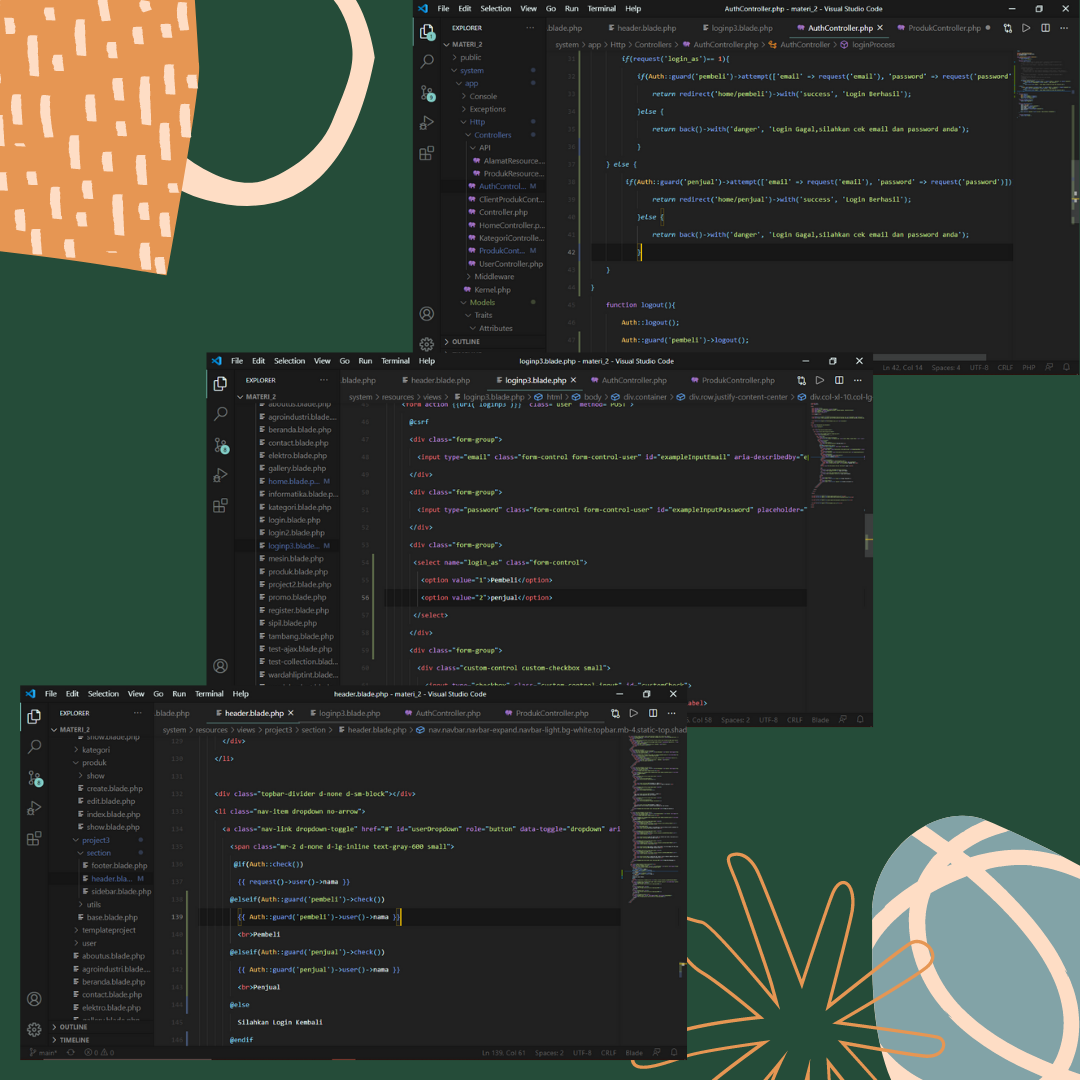 File Edit Selection View Go Run Terminal Help
AuthController.php - materi_2 - Visual Studio Code
EXPLORER
.blade.php header.blade.php loginp3.blade.php AuthController.php ProdukController.php
MATERI_2
system > app > Http > Controllers > AuthController.php > AuthController > loginProcess
public
system
app
Console
Exceptions
Http
Controllers
API
AlamatResource...
ProdukResource...
AuthControl... M
ClientProdukCont...
Controller.php
HomeController.p...
KategoriControlle...
ProdukCont... M
UserController.php
Middleware
Kernel.php
Models
Traits
Attributes
OUTLINE
if(request('login_as')== 1){
if(Auth::guard('pembeli')->attempt(['email' => request('email'), 'password' => request('password'
return redirect('home/pembeli')->with('success', 'Login Berhasil');
}else {
return back()->with('danger', 'Login Gagal,silahkan cek email dan password anda');
}
} else {
if(Auth::guard('penjual')->attempt(['email' => request('email'), 'password' => request('password')])
return redirect('home/penjual')->with('success', 'Login Berhasil');
}else {
return back()->with('danger', 'Login Gagal,silahkan cek email dan password anda');
42 }
}
}
function logout(){
Auth::logout();
Auth::guard('pembeli')->logout();
Ln 42, Col 14 Spaces: 4 UTF-8 CRLF PHP
File Edit Selection View Go Run Terminal Help
loginp3.blade.php - materi_2 - Visual Studio Code
EXPLORER
.blade.php header.blade.php loginp3.blade.php AuthController.php ProdukController.php
MATERI_2
system > resources > views > loginp3.blade.php > html > body > div.container > div.row.justify-content-center > div.col-xl-10.col-lg
aboutus.blade.php
agroindustri.blade....
beranda.blade.php
contact.blade.php
elektro.blade.php
gallery.blade.php
home.blade.p... M
informatika.blade.p...
kategori.blade.php
login.blade.php
login2.blade.php
loginp3.blade... M
mesin.blade.php
produk.blade.php
project2.blade.php
promo.blade.php
register.blade.php
sipil.blade.php
tambang.blade.php
test-ajax.blade.php
test-collection.blad...
wardahliptint.blade...
@csrf
<div class="form-group">
<input type="email" class="form-control form-control-user" id="exampleInputEmail" aria-describedby="e
</div>
<div class="form-group">
<input type="password" class="form-control form-control-user" id="exampleInputPassword" placeholder="
</div>
<div class="form-group">
<select name="login_as" class="form-control">
<option value="1">Pembeli</option>
56 <option value="2">penjual</option>
</select>
</div>
<div class="form-group">
<div class="custom-control custom-checkbox small">
<input type="checkbox" class="custom-control-input" id="customCheck">
abel>
Col 58 Spaces: 2 UTF-8 CRLF Blade
File Edit Selection View Go Run Terminal Help
header.blade.php - materi_2 - Visual Studio Code
EXPLORER
.blade.php header.blade.php loginp3.blade.php AuthController.php ProdukController.php
MATERI_2
system > resources > views > project3 > section > header.blade.php > nav.navbar.navbar-expand.navbar-light.bg-white.topbar.mb-4.static-top.shad
show.blade.php
kategori
produk
show
create.blade.php
edit.blade.php
index.blade.php
show.blade.php
project3
section
footer.blade.php
header.bla... M
sidebar.blade.php
utils
base.blade.php
templateproject
user
aboutus.blade.php
agroindustri.blade....
beranda.blade.php
contact.blade.php
elektro.blade.php
OUTLINE
TIMELINE
</div>
130 </li>
131
132 <div class="topbar-divider d-none d-sm-block"></div>
133 <li class="nav-item dropdown no-arrow">
134 <a class="nav-link dropdown-toggle" href="#" id="userDropdown" role="button" data-toggle="dropdown" ari
135 <span class="mr-2 d-none d-lg-inline text-gray-600 small">
136 @if(Auth::check())
137 {{ request()->user()->nama }}
138 @elseif(Auth::guard('pembeli')->check())
139 {{ Auth::guard('pembeli')->user()->nama }}
140 <br>Pembeli
141 @elseif(Auth::guard('penjual')->check())
142 {{ Auth::guard('penjual')->user()->nama }}
143 <br>Penjual
144 @else
145 Silahkan Login Kembali
146 @endif
main* 0 0 Ln 139, Col 61 Spaces: 2 UTF-8 CRLF Blade